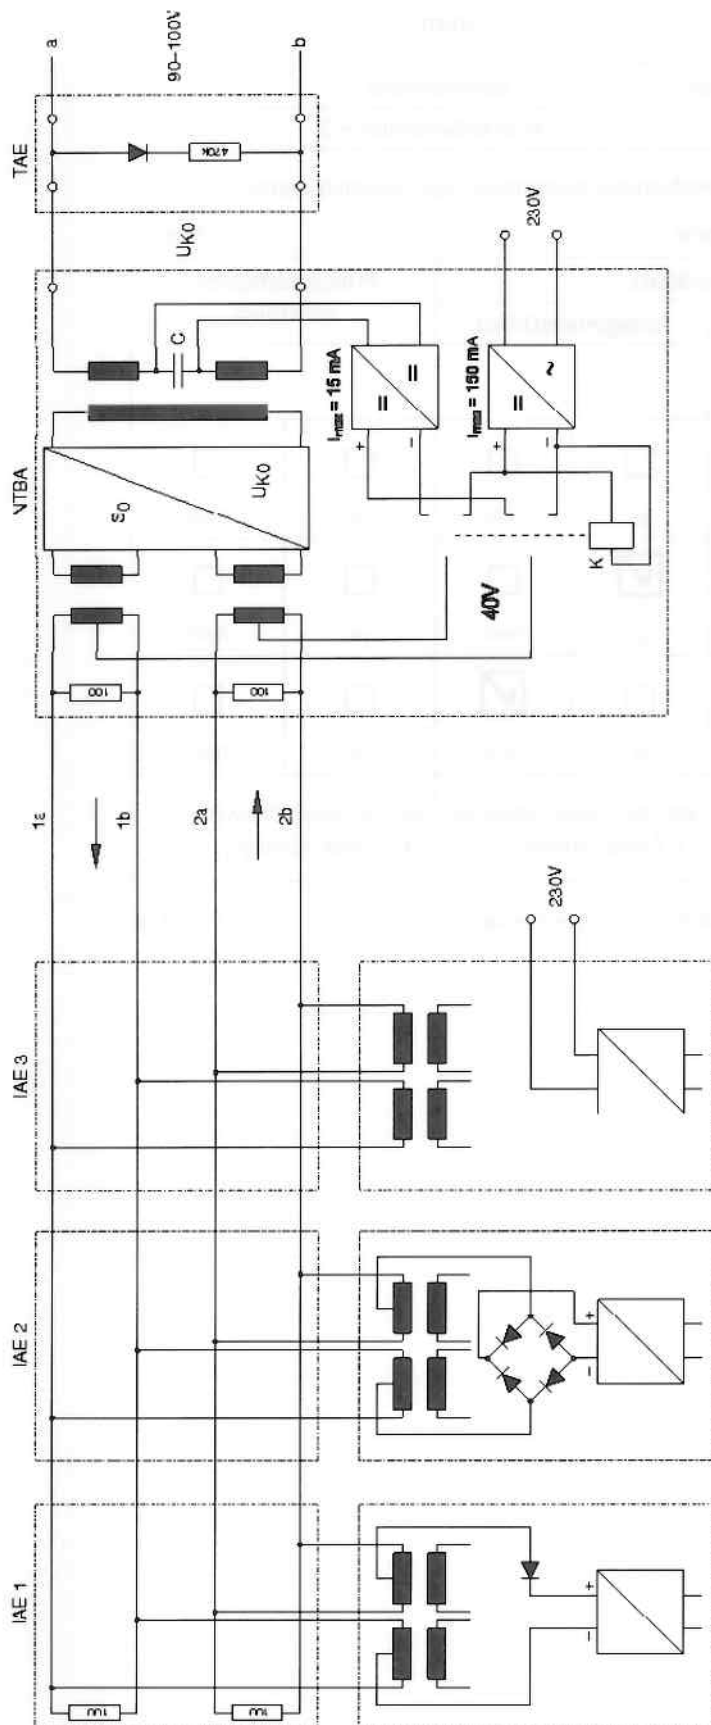 IAE 1
IAE 2
IAE 3
NTBA
TAE
1a
1b
2a
2b
100
100
100
100
S0
UK0
UK0
C
470K
a
b
90–100V
40V
K
Imax = 15 mA
=
=
+
–
Imax = 150 mA
=
~
+
–
230V
230V
–
+
–
+